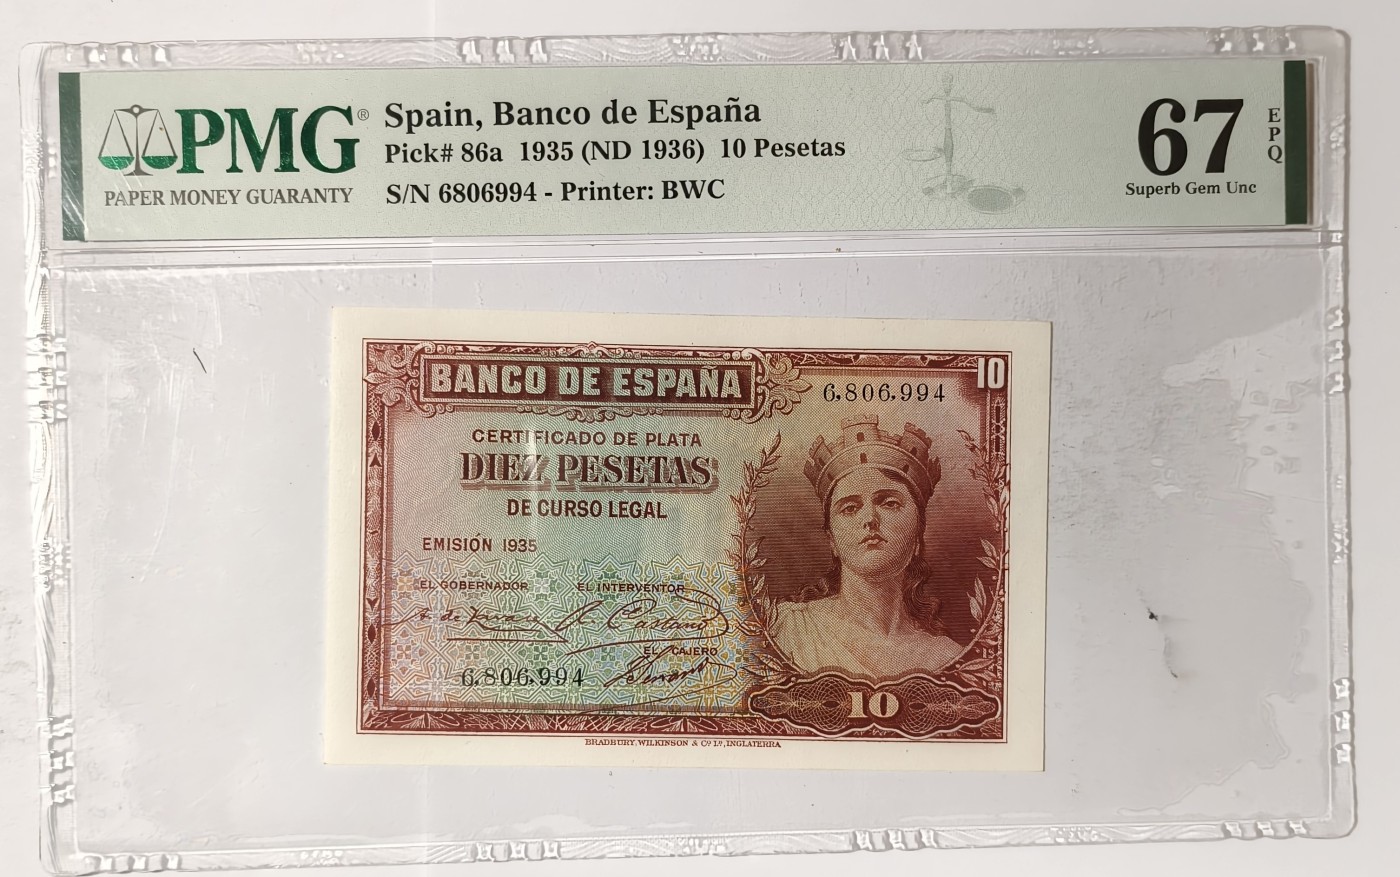 PMG®
PAPER MONEY GUARANTY
Spain, Banco de España
Pick# 86a 1935 (ND 1936) 10 Pesetas
S/N 6806994 - Printer: BWC
67
EPQ
Superb Gem Unc
BANCO DE ESPAÑA
6.806.994
10
CERTIFICADO DE PLATA
DIEZ PESETAS
DE CURSO LEGAL
EMISIÓN 1935
EL GOBERNADOR
EL INTERVENTOR
EL CAJERO
6.806.994
10
BRADBURY, WILKINSON & Cº Lº, INGLATERRA